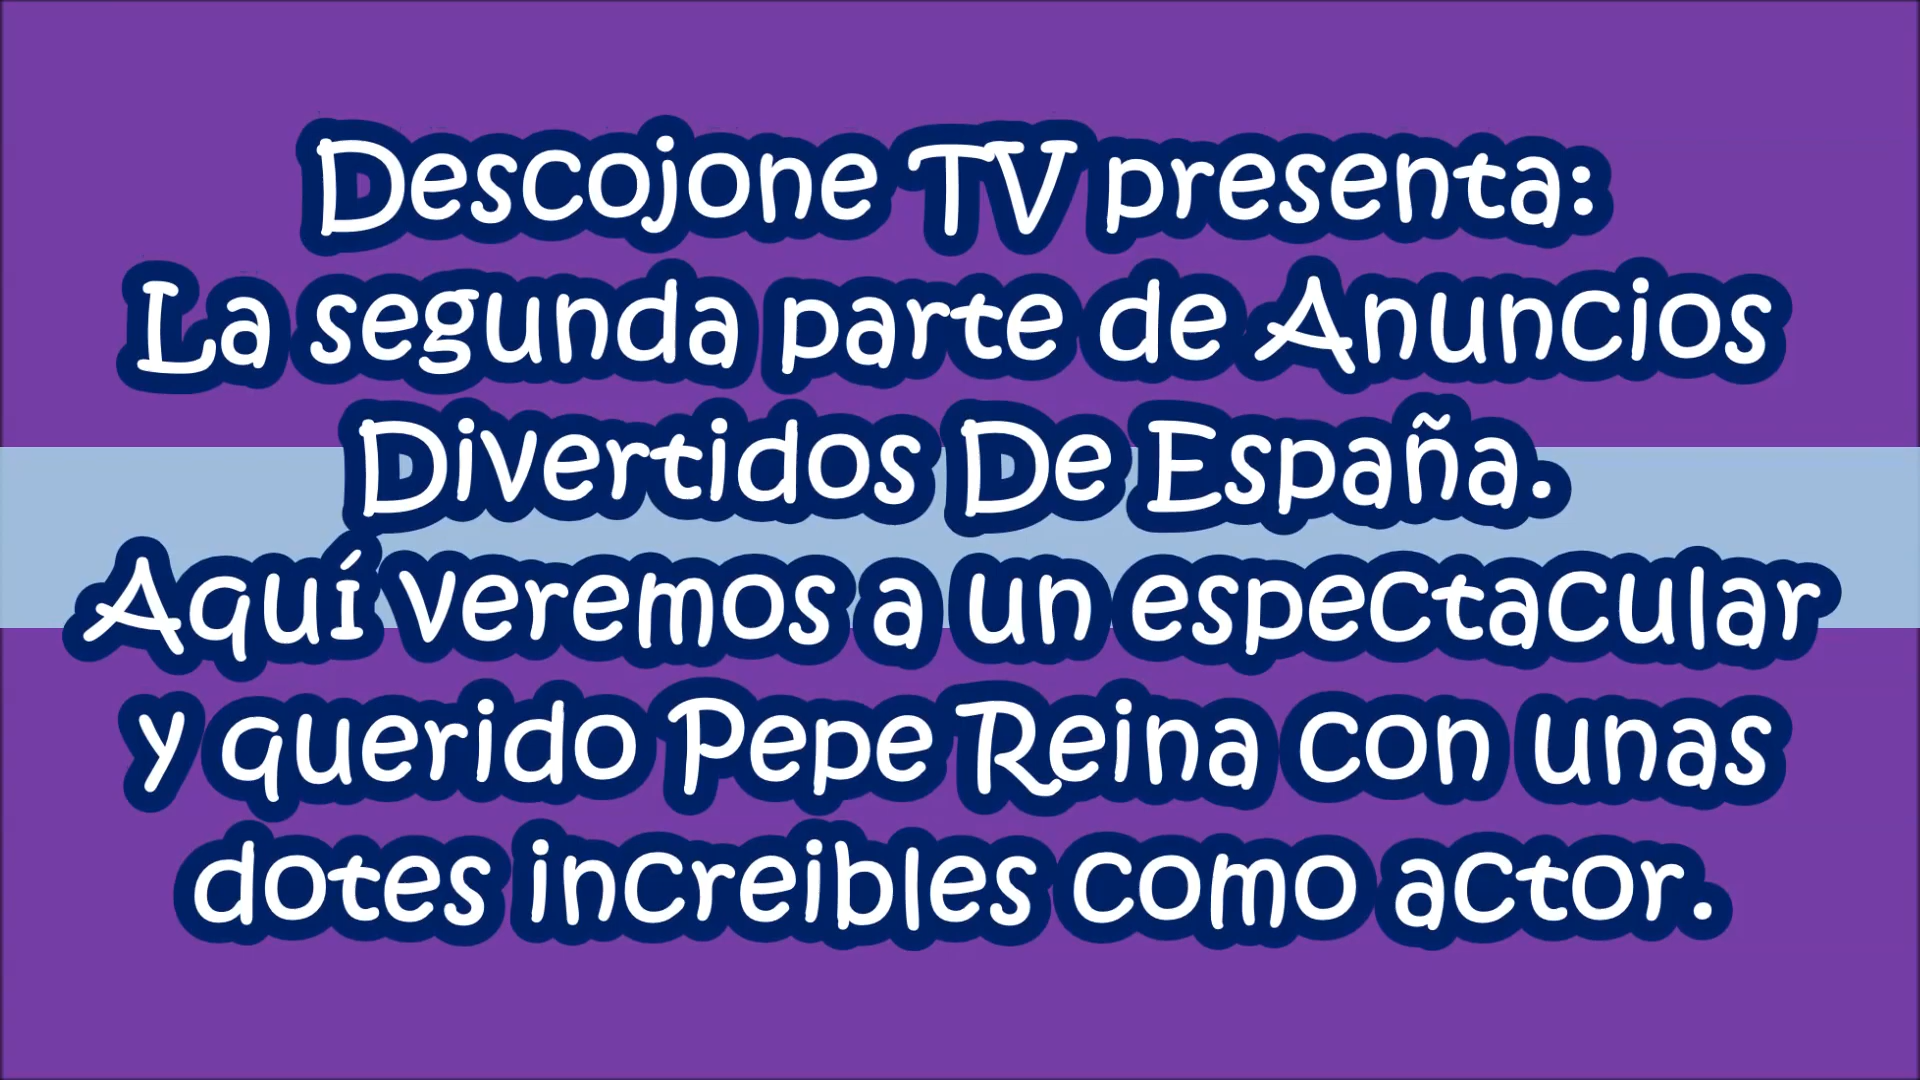 Descojone TV presenta:
La segunda parte de Anuncios
Divertidos De España.
Aquí veremos a un espectacular
y querido Pepe Reina con unas
dotes increibles como actor.